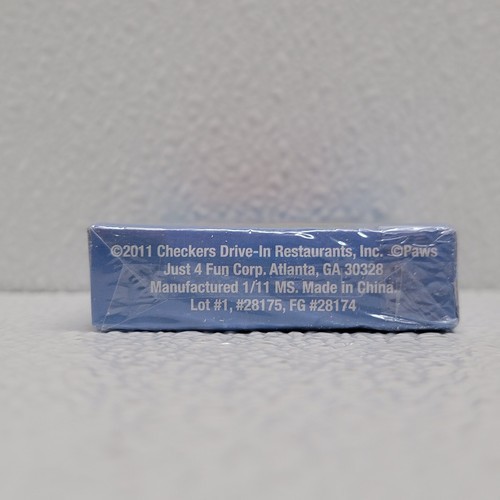 ©2011 Checkers Drive-In Restaurants, Inc. ©Paws
Just 4 Fun Corp. Atlanta, GA 30328
Manufactured 1/11 MS. Made in China.
Lot #1, #28175, FG #28174